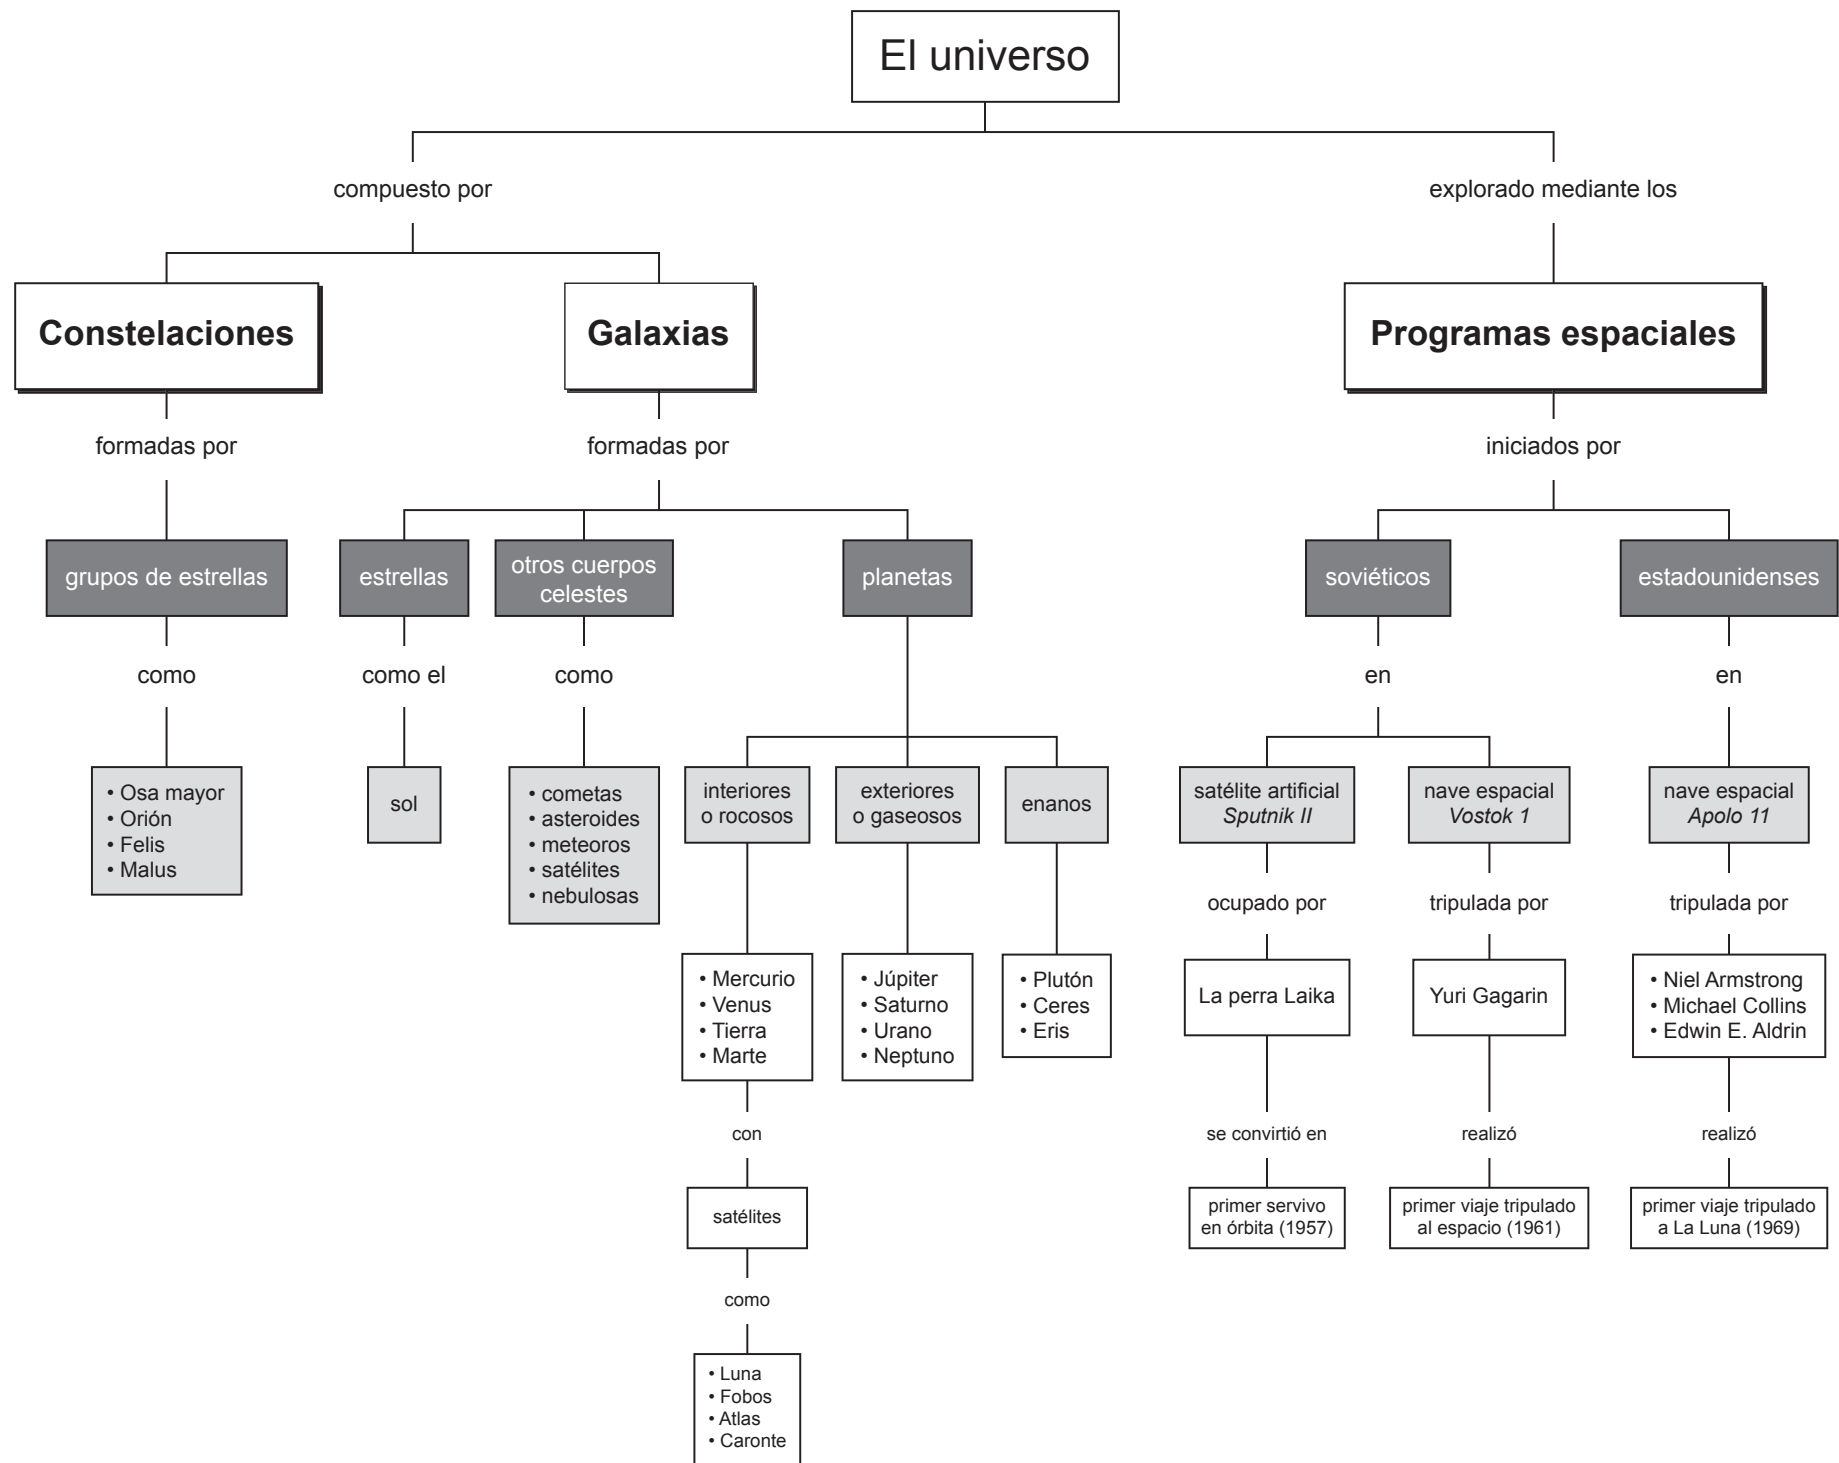 El universo
compuesto por
explorado mediante los
Constelaciones
Galaxias
Programas espaciales
formadas por
formadas por
iniciados por
grupos de estrellas
estrellas
otros cuerpos
celestes
planetas
soviéticos
estadounidenses
como
como el
como
en
en
• Osa mayor
• Orión
• Felis
• Malus
sol
• cometas
• asteroides
• meteoros
• satélites
• nebulosas
interiores
o rocosos
exteriores
o gaseosos
enanos
satélite artificial
Sputnik II
nave espacial
Vostok 1
nave espacial
Apolo 11
ocupado por
tripulada por
tripulada por
• Mercurio
• Venus
• Tierra
• Marte
• Júpiter
• Saturno
• Urano
• Neptuno
• Plutón
• Ceres
• Eris
La perra Laika
Yuri Gagarin
• Niel Armstrong
• Michael Collins
• Edwin E. Aldrin
con
se convirtió en
realizó
realizó
satélites
primer servivo
en órbita (1957)
primer viaje tripulado
al espacio (1961)
primer viaje tripulado
a La Luna (1969)
como
• Luna
• Fobos
• Atlas
• Caronte